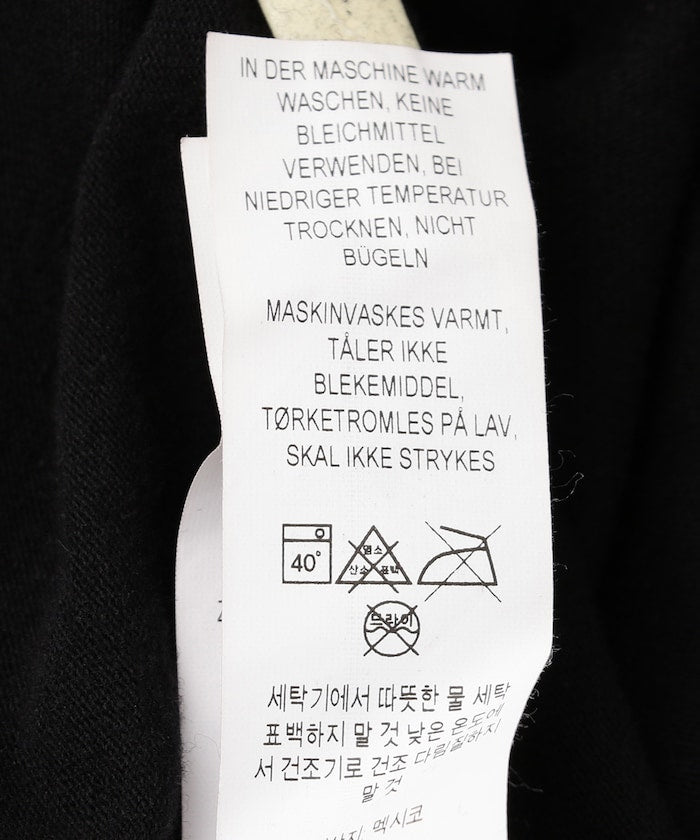 IN DER MASCHINE WARM
WASCHEN, KEINE
BLEICHMITTEL
VERWENDEN, BEI
NIEDRIGER TEMPERATUR
TROCKNEN, NICHT
BÜGELN
MASKINVASKES VARMT,
TÅLER IKKE
BLEKEMIDDEL,
TØRKETROMLES PÅ LAV,
SKAL IKKE STRYKES
40°
염소
산소 표백
드라이
세탁기에서 따뜻한 물 세탁
표백하지 말 것 낮은 온도에
서 건조기로 건조 다림질하지
말 것
멕시코